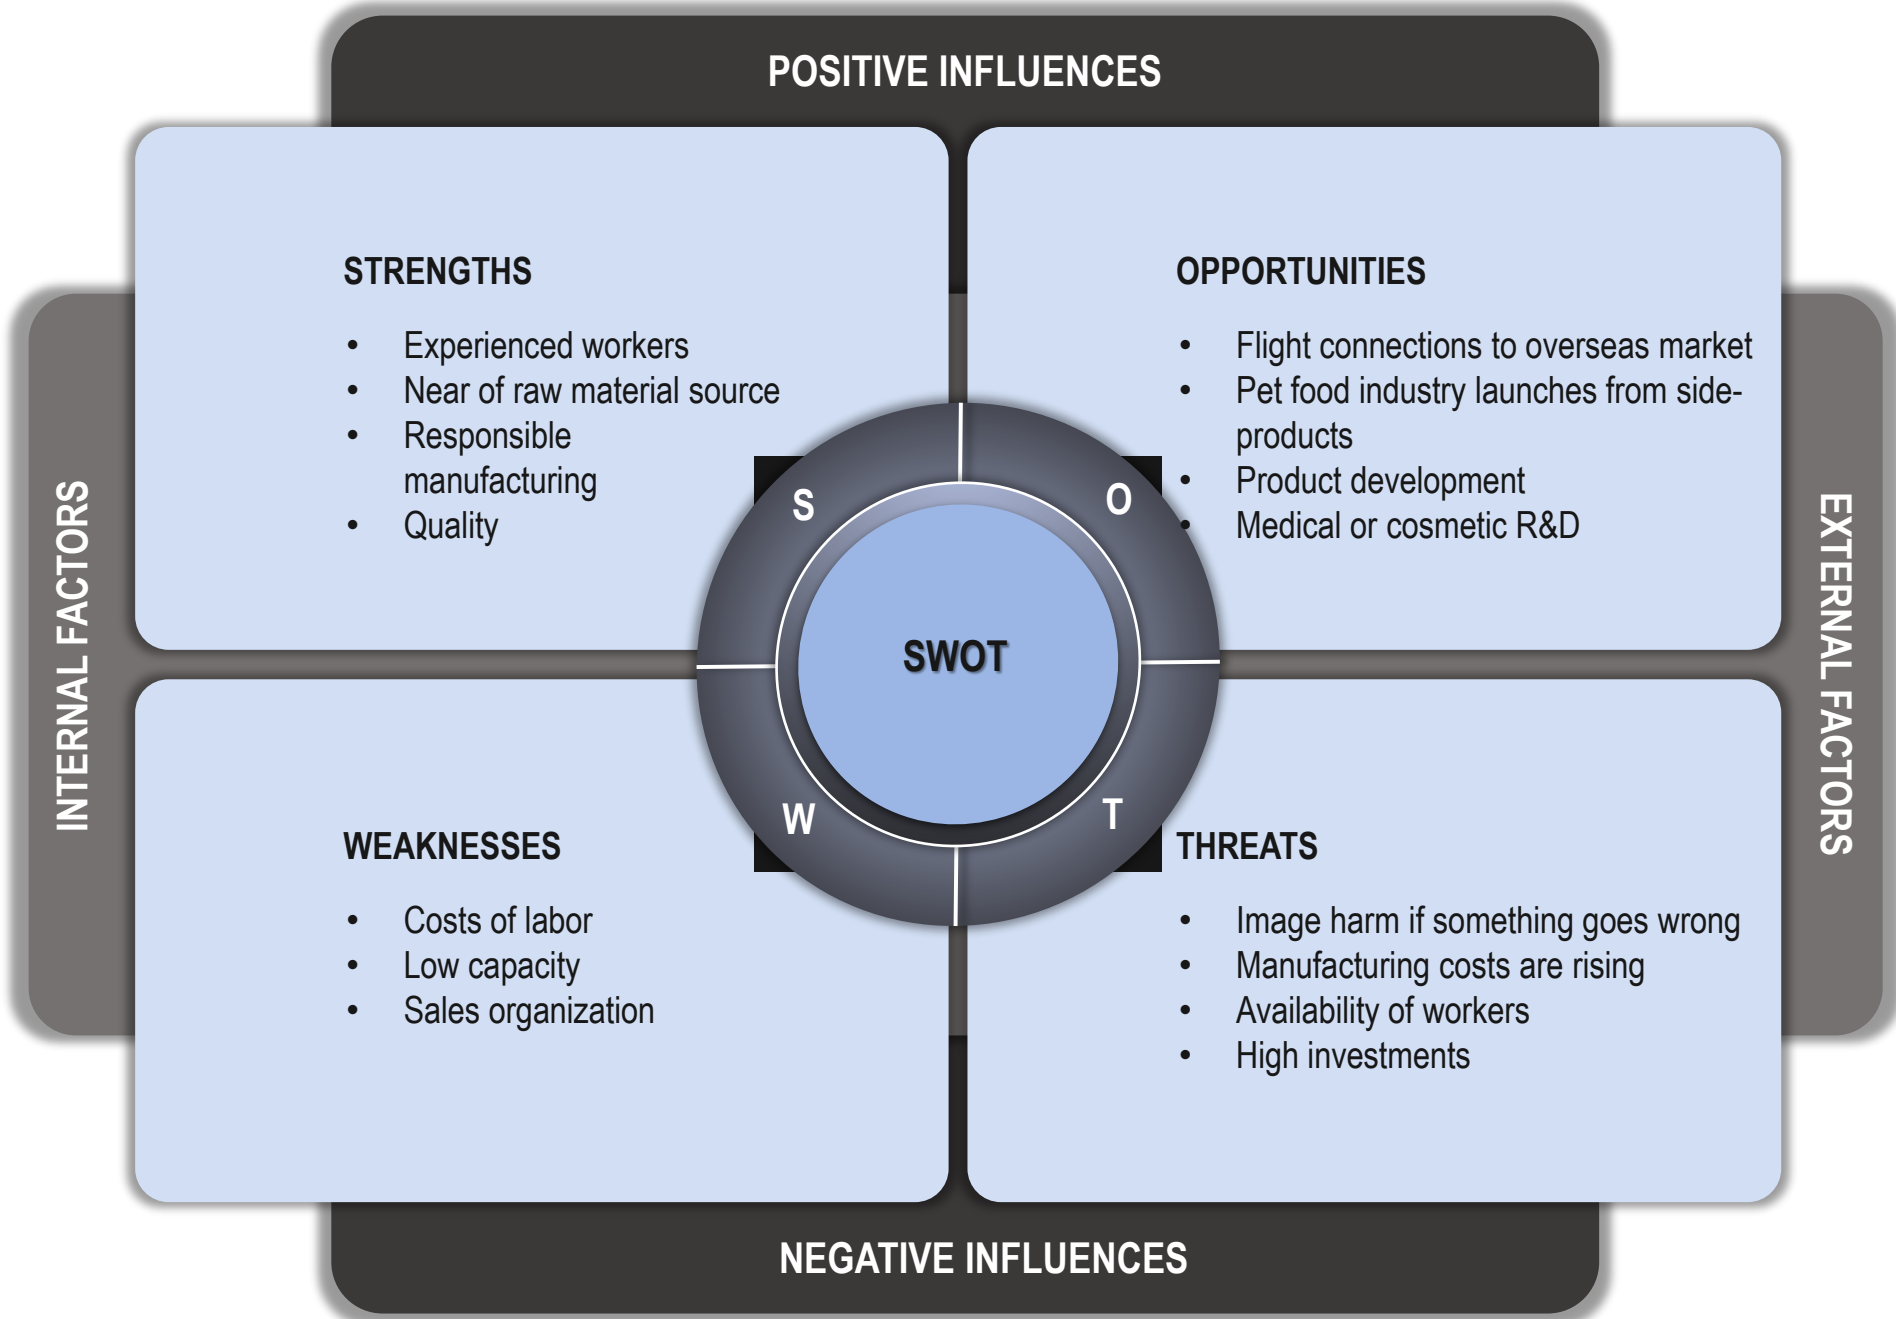 POSITIVE INFLUENCES
STRENGTHS
• Experienced workers
• Near of raw material source
• Responsible
manufacturing
• Quality
OPPORTUNITIES
• Flight connections to overseas market
• Pet food industry launches from side-
products
• Product development
• Medical or cosmetic R&D
INTERNAL FACTORS
S
O
SWOT
W
T
EXTERNAL FACTORS
WEAKNESSES
• Costs of labor
• Low capacity
• Sales organization
THREATS
• Image harm if something goes wrong
• Manufacturing costs are rising
• Availability of workers
• High investments
NEGATIVE INFLUENCES